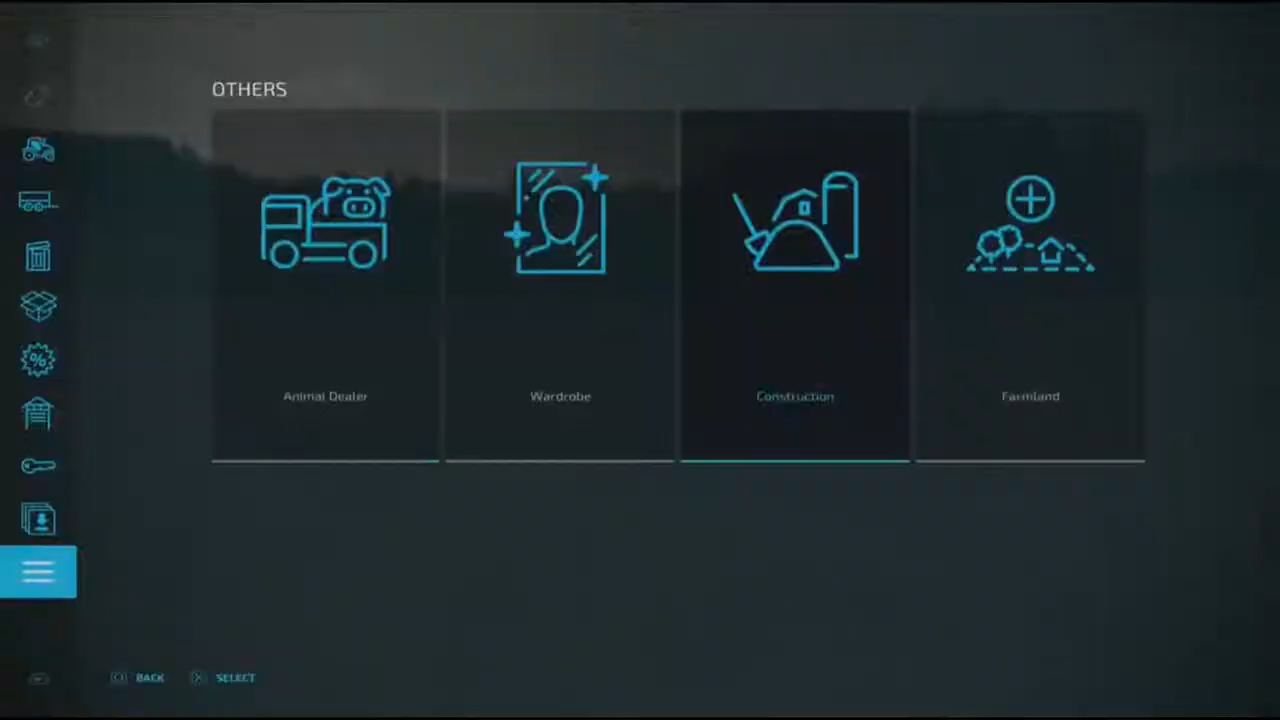 OTHERS
Animal Dealer
Wardrobe
Construction
Farmland
BACK
SELECT